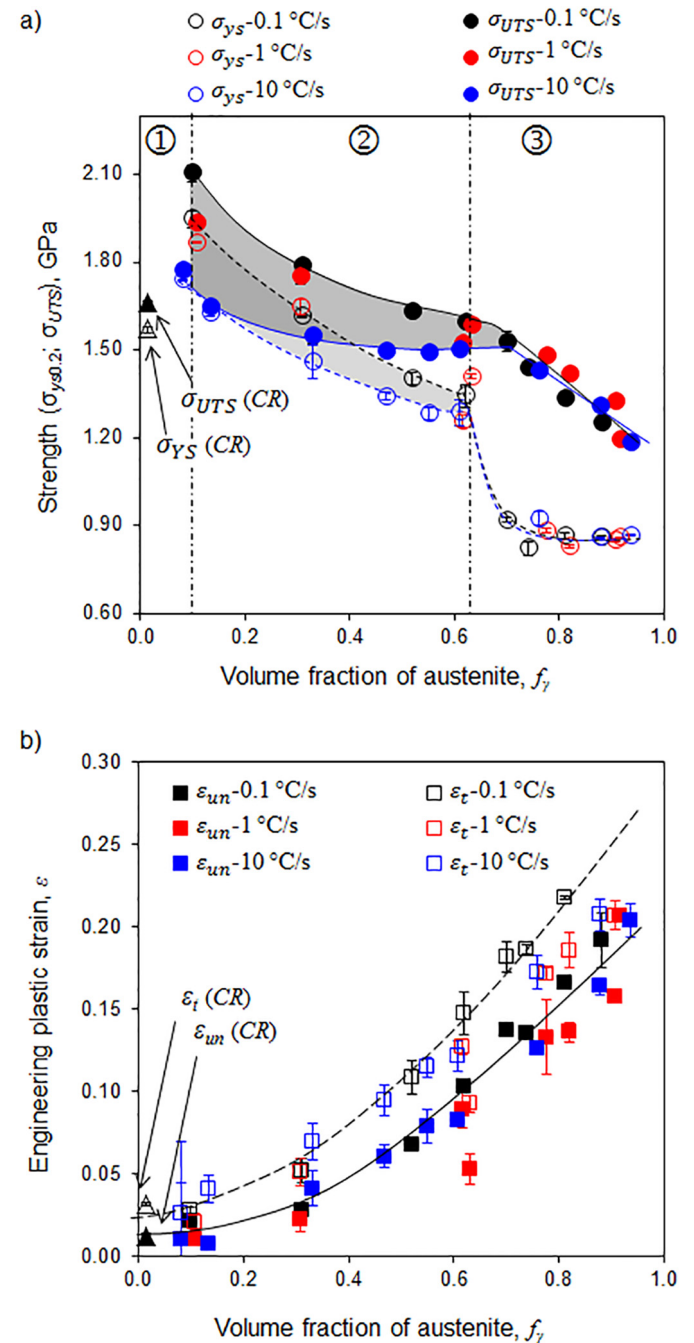 a)
σys-0.1 °C/s σUTS-0.1 °C/s
σys-1 °C/s σUTS-1 °C/s
σys-10 °C/s σUTS-10 °C/s
① ② ③
2.10
1.80
1.50
1.20
0.90
0.60
Strength (σys0.2, σUTS), GPa
σUTS (CR)
σYS (CR)
0.0 0.2 0.4 0.6 0.8 1.0
Volume fraction of austenite, fγ
b)
0.30
0.25
0.20
0.15
0.10
0.05
0.00
Engineering plastic strain, ε
εun-0.1 °C/s εt-0.1 °C/s
εun-1 °C/s εt-1 °C/s
εun-10 °C/s εt-10 °C/s
εt (CR)
εun (CR)
0.0 0.2 0.4 0.6 0.8 1.0
Volume fraction of austenite, fγ